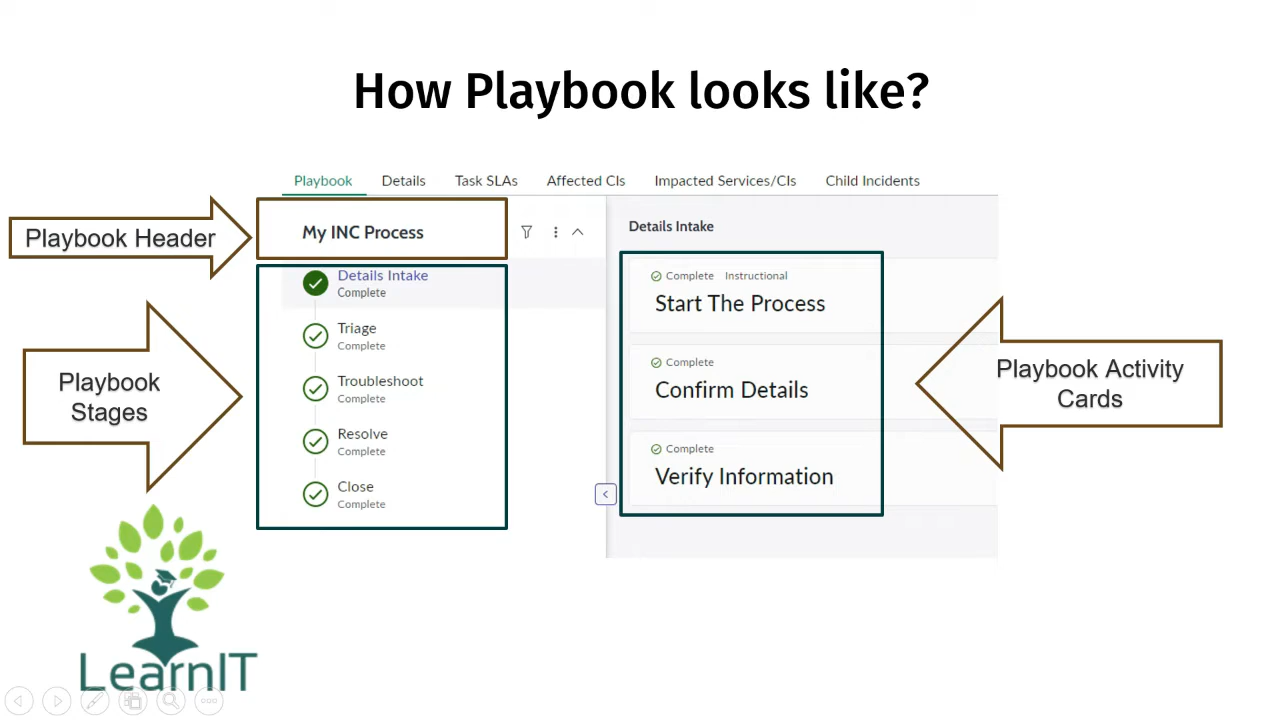 How Playbook looks like?
Playbook Details Task SLAs Affected CIs Impacted Services/CIs Child Incidents
Playbook Header
My INC Process
Details Intake
Complete
Triage
Complete
Troubleshoot
Complete
Resolve
Complete
Close
Complete
Playbook
Stages
Details Intake
Complete Instructional
Start The Process
Complete
Confirm Details
Complete
Verify Information
Playbook Activity
Cards
LearnIT